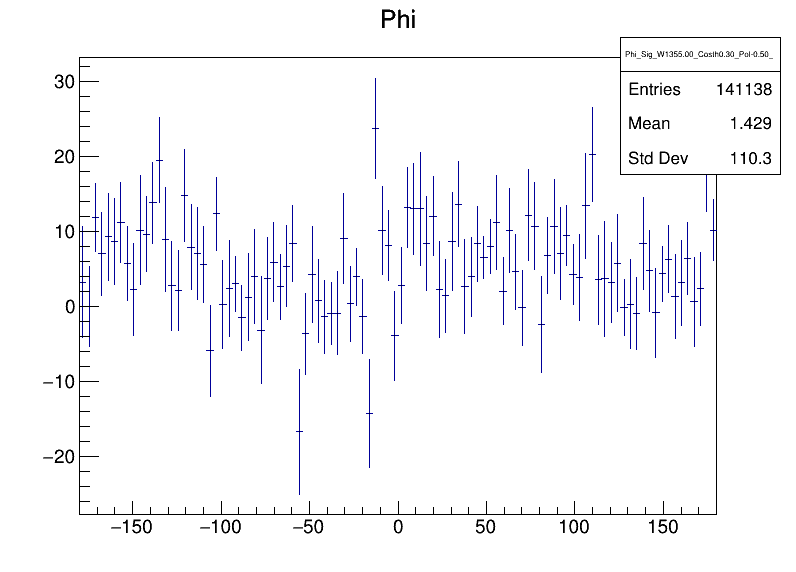 Phi
Phi_Sig_W1355.00_Costh0.30_Pol-0.50_
Entries 141138
Mean 1.429
Std Dev 110.3
30
20
10
0
−10
−20
−150 −100 −50 0 50 100 150